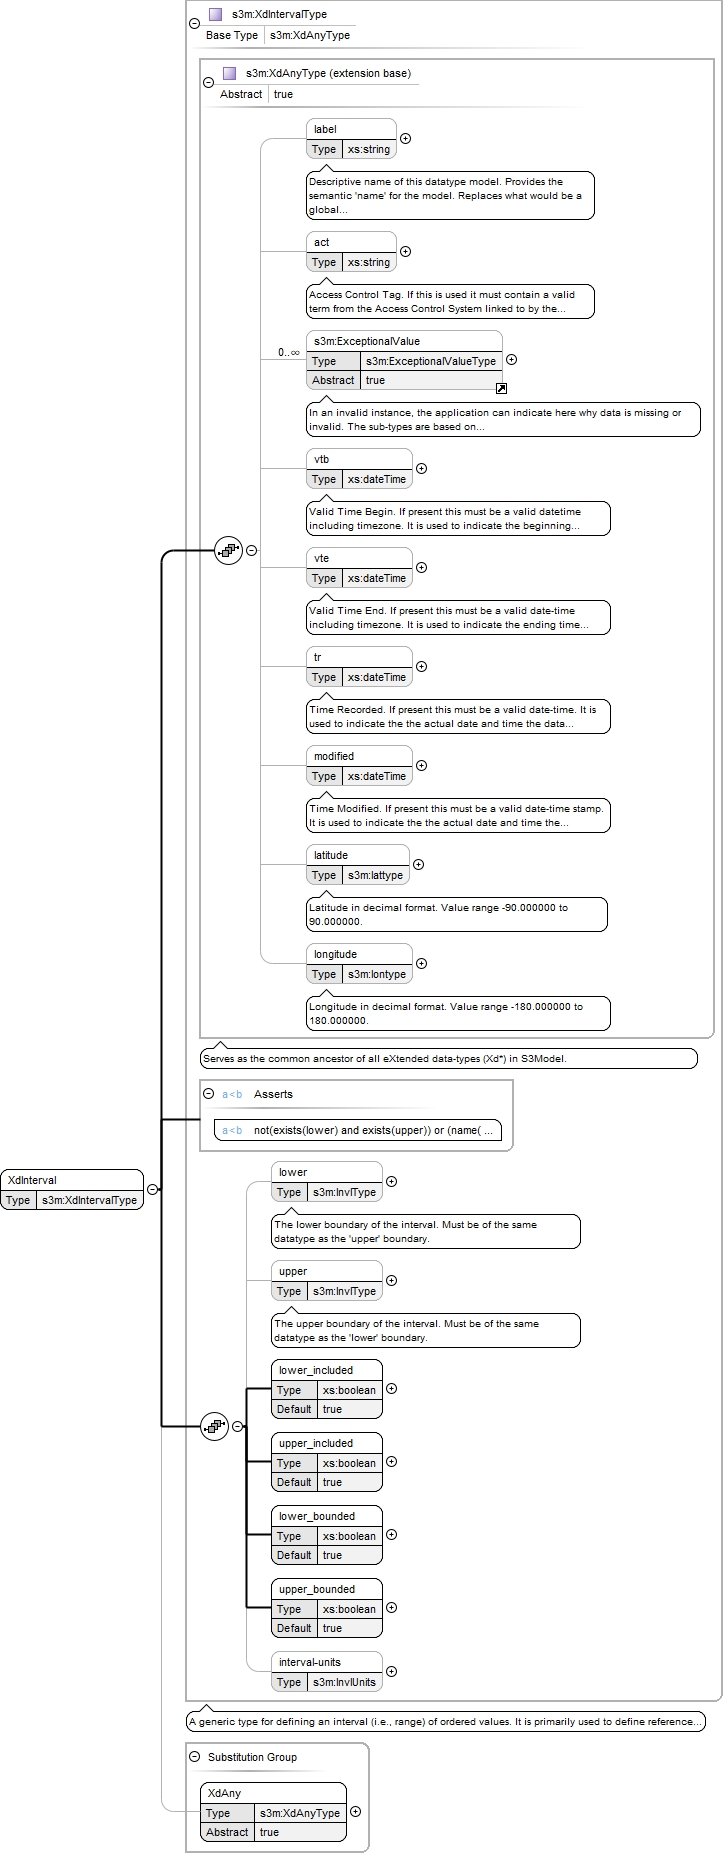 s3m:XdIntervalType
Base Type s3m:XdAnyType
s3m:XdAnyType (extension base)
Abstract true
label
Type xs:string
Descriptive name of this datatype model. Provides the
semantic 'name' for the model. Replaces what would be a
global...
act
Type xs:string
Access Control Tag. If this is used it must contain a valid
term from the Access Control System linked to by the...
0..∞
s3m:ExceptionalValue
Type s3m:ExceptionalValueType
Abstract true
In an invalid instance, the application can indicate here why data is missing or
invalid. The sub-types are based on...
vtb
Type xs:dateTime
Valid Time Begin. If present this must be a valid datetime
including timezone. It is used to indicate the beginning...
vte
Type xs:dateTime
Valid Time End. If present this must be a valid date-time
including timezone. It is used to indicate the ending time...
tr
Type xs:dateTime
Time Recorded. If present this must be a valid date-time. It is
used to indicate the the actual date and time the data...
modified
Type xs:dateTime
Time Modified. If present this must be a valid date-time stamp.
It is used to indicate the the actual date and time the...
latitude
Type s3m:lattype
Latitude in decimal format. Value range -90.000000 to
90.000000.
longitude
Type s3m:lontype
Longitude in decimal format. Value range -180.000000 to
180.000000.
Serves as the common ancestor of all eXtended data-types (Xd*) in S3Model.
a<b Asserts
a<b not(exists(lower) and exists(upper)) or (name( ...
XdInterval
Type s3m:XdIntervalType
lower
Type s3m:InvlType
The lower boundary of the interval. Must be of the same
datatype as the 'upper' boundary.
upper
Type s3m:InvlType
The upper boundary of the interval. Must be of the same
datatype as the 'lower' boundary.
lower_included
Type xs:boolean
Default true
upper_included
Type xs:boolean
Default true
lower_bounded
Type xs:boolean
Default true
upper_bounded
Type xs:boolean
Default true
interval-units
Type s3m:InvlUnits
A generic type for defining an interval (i.e., range) of ordered values. It is primarily used to define reference...
Substitution Group
XdAny
Type s3m:XdAnyType
Abstract true